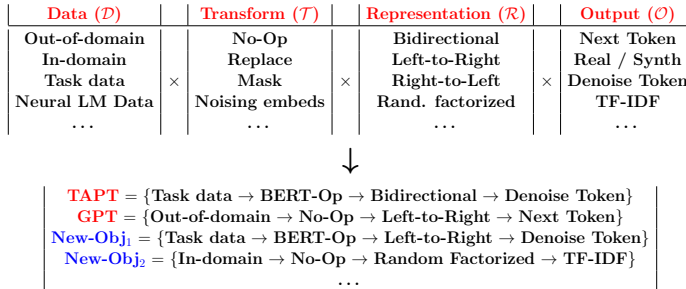 Data (𝒟) Transform (𝒯) Representation (ℛ) Output (𝒪)
Out-of-domain No-Op Bidirectional Next Token
In-domain Replace Left-to-Right Real / Synth
Task data × Mask × Right-to-Left × Denoise Token
Neural LM Data Noising embeds Rand. factorized TF-IDF
... ... ... ...
↓
TAPT = {Task data → BERT-Op → Bidirectional → Denoise Token}
GPT = {Out-of-domain → No-Op → Left-to-Right → Next Token}
New-Obj₁ = {Task data → BERT-Op → Left-to-Right → Denoise Token}
New-Obj₂ = {In-domain → No-Op → Random Factorized → TF-IDF}
...